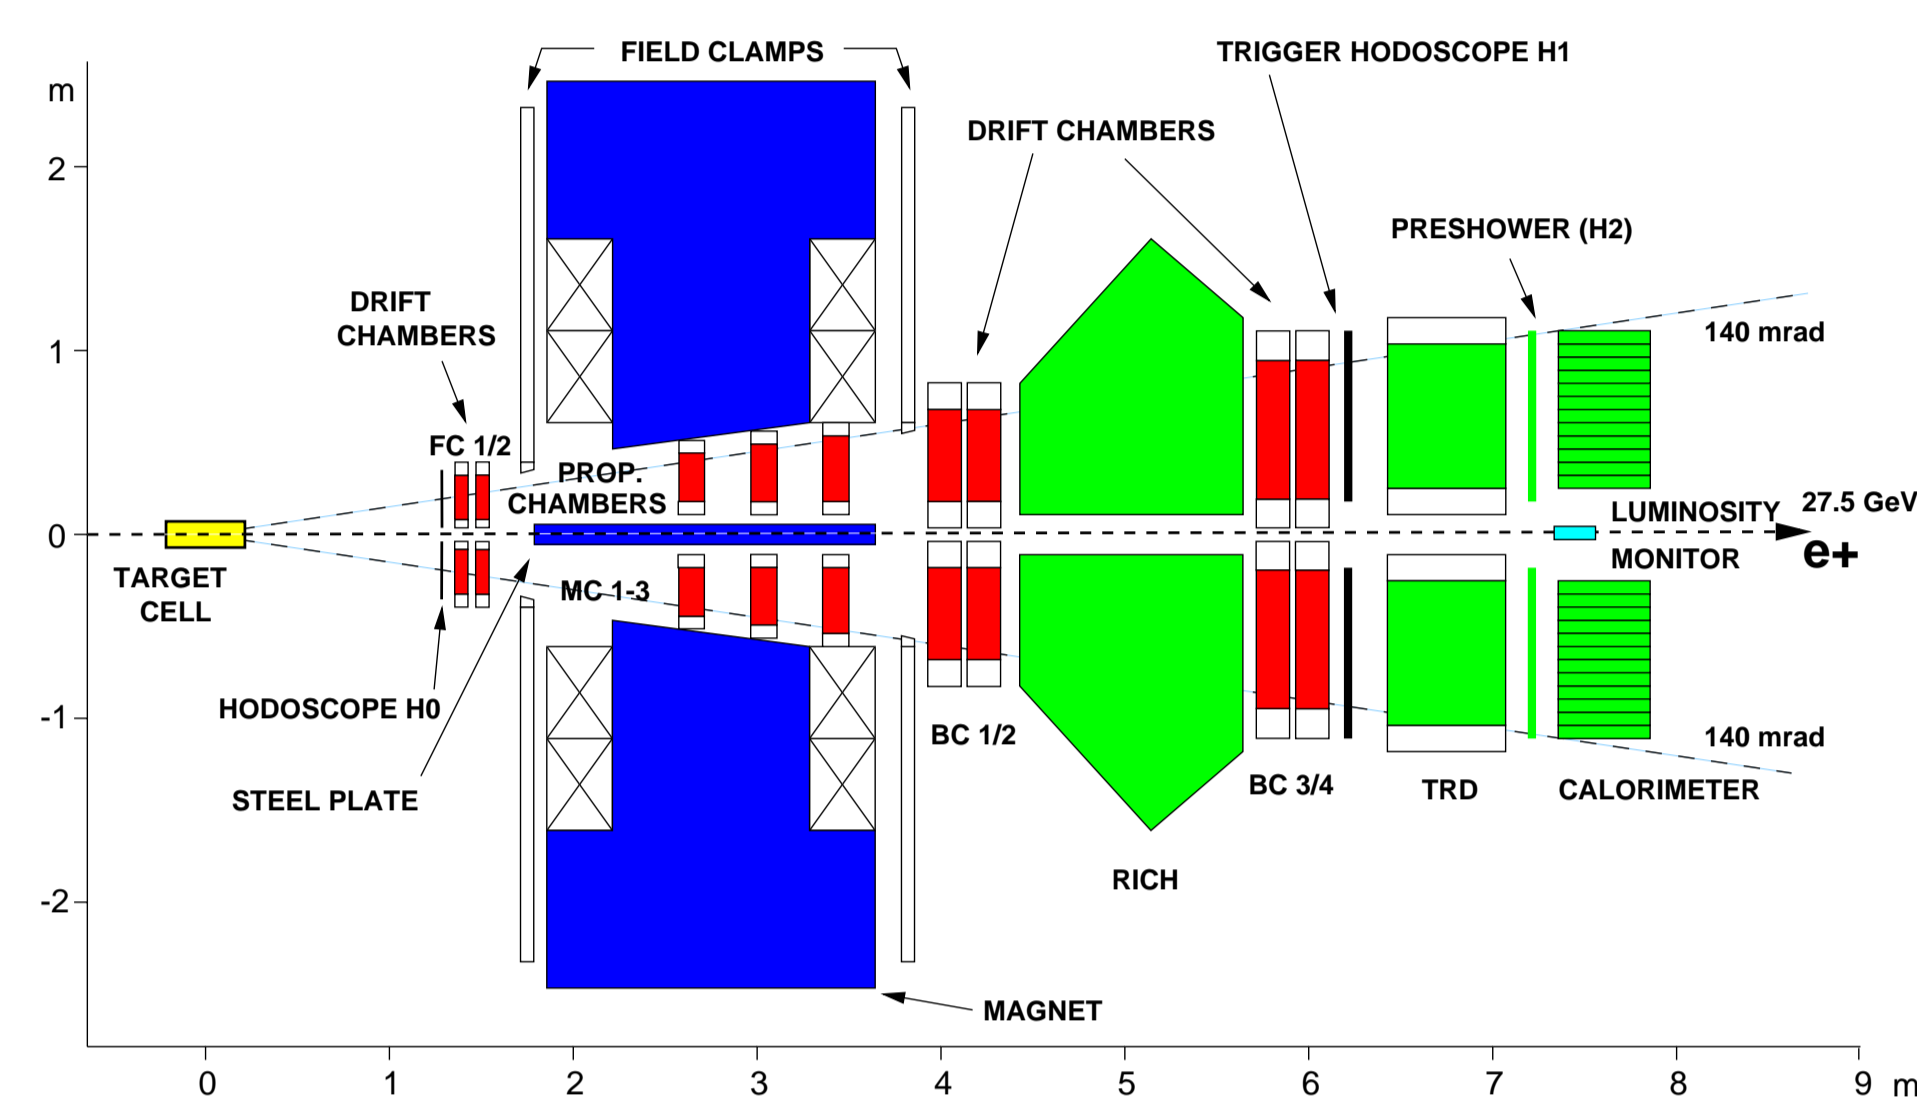 FIELD CLAMPS
TRIGGER HODOSCOPE H1
m
DRIFT CHAMBERS
2
PRESHOWER (H2)
DRIFT
CHAMBERS
1
140 mrad
FC 1/2
PROP.
CHAMBERS
LUMINOSITY
27.5 GeV
0
MONITOR
e+
TARGET
CELL
MC 1-3
HODOSCOPE H0
-1
BC 1/2
140 mrad
STEEL PLATE
BC 3/4
TRD
CALORIMETER
RICH
-2
MAGNET
0 1 2 3 4 5 6 7 8 9 m